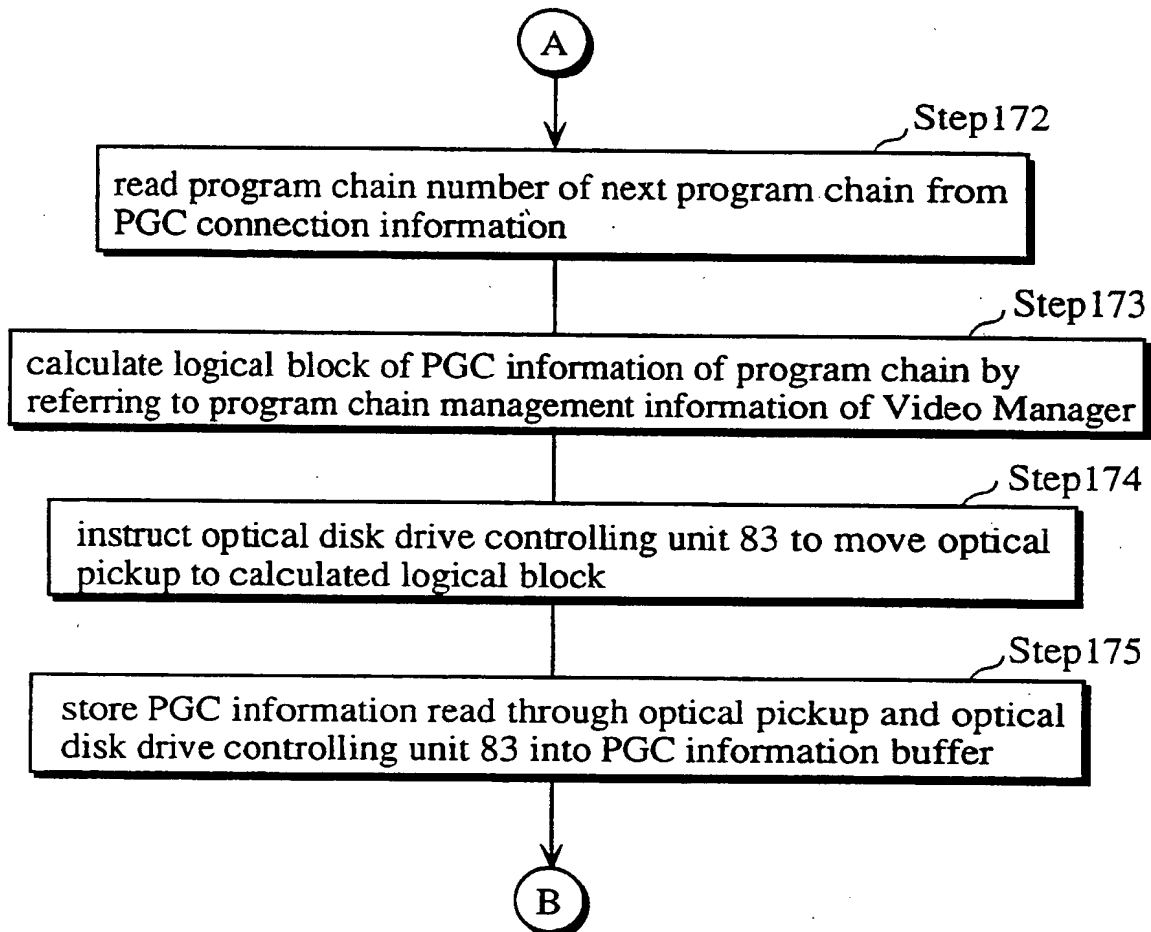 A
Step172
read program chain number of next program chain from
PGC connection information
Step173
calculate logical block of PGC information of program chain by
referring to program chain management information of Video Manager
Step174
instruct optical disk drive controlling unit 83 to move optical
pickup to calculated logical block
Step175
store PGC information read through optical pickup and optical
disk drive controlling unit 83 into PGC information buffer
B